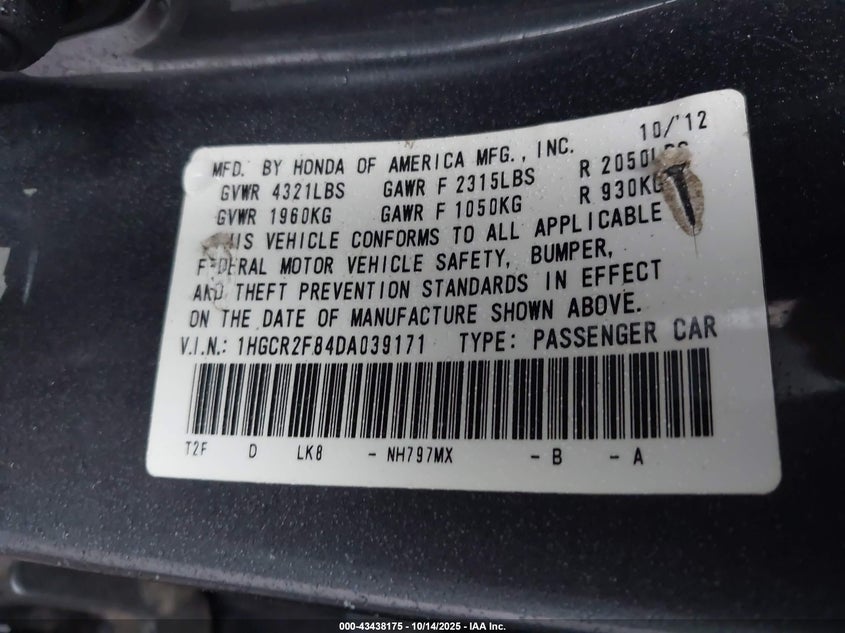 MFD. BY HONDA OF AMERICA MFG., INC. 10/'12
GVWR 4321LBS GAWR F 2315LBS R 2050LBS
GVWR 1960KG GAWR F 1050KG R 930KG
THIS VEHICLE CONFORMS TO ALL APPLICABLE
FEDERAL MOTOR VEHICLE SAFETY, BUMPER,
AND THEFT PREVENTION STANDARDS IN EFFECT
ON THE DATE OF MANUFACTURE SHOWN ABOVE.
V.I.N.: 1HGCR2F84DA039171 TYPE: PASSENGER CAR
T2F D LK8 - NH797MX - B - A
000-43438175 - 10/14/2025 - IAA Inc.